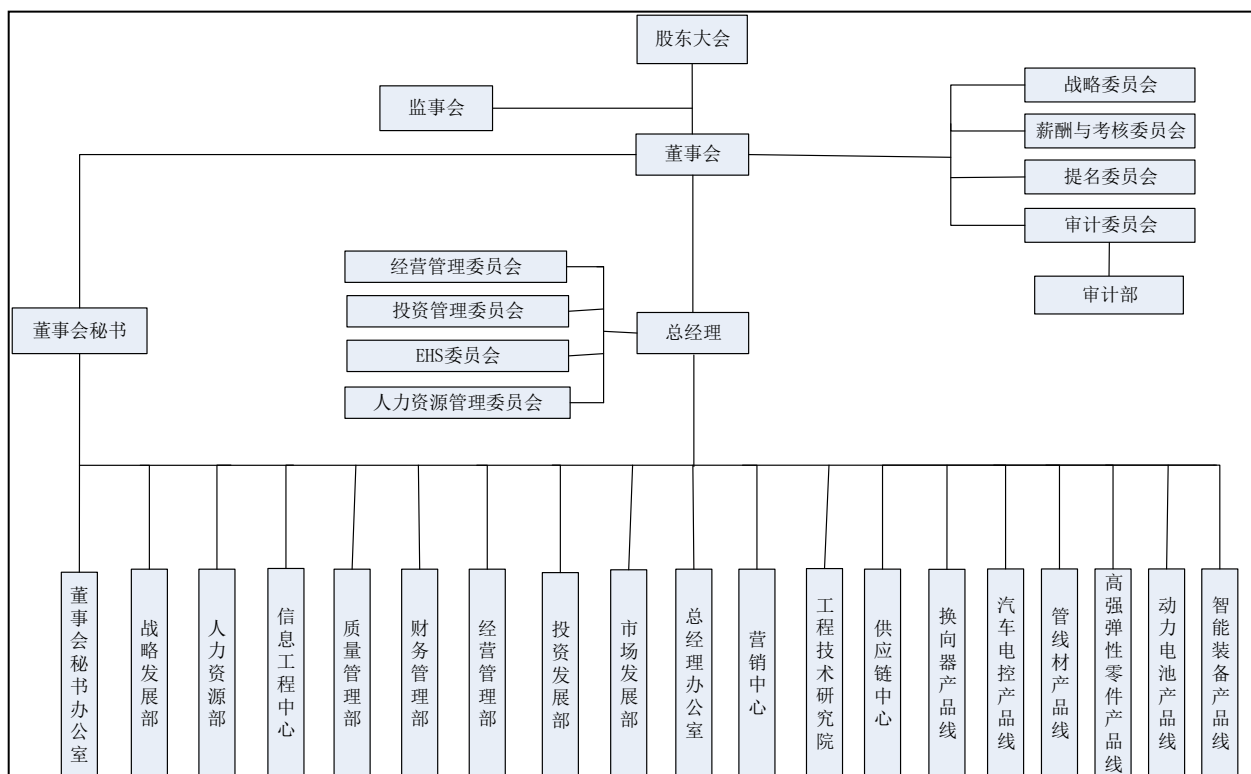 股东大会
监事会
董事会
战略委员会
薪酬与考核委员会
提名委员会
审计委员会
审计部
经营管理委员会
投资管理委员会
EHS委员会
人力资源管理委员会
董事会秘书
总经理
董事会秘书办公室
战略发展部
人力资源部
信息工程中心
质量管理部
财务管理部
经营管理部
投资发展部
市场发展部
总经理办公室
营销中心
工程技术研究院
供应链中心
换向器产品线
汽车电控产品线
管线材产品线
高强弹性零件产品线
动力电池产品线
智能装备产品线